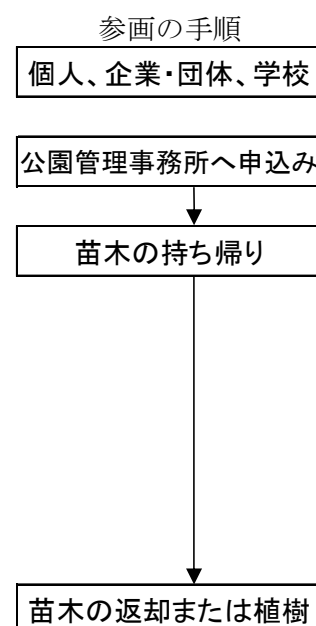 参画の手順
個人、企業・団体、学校
公園管理事務所へ申込み
苗木の持ち帰り
苗木の返却または植樹